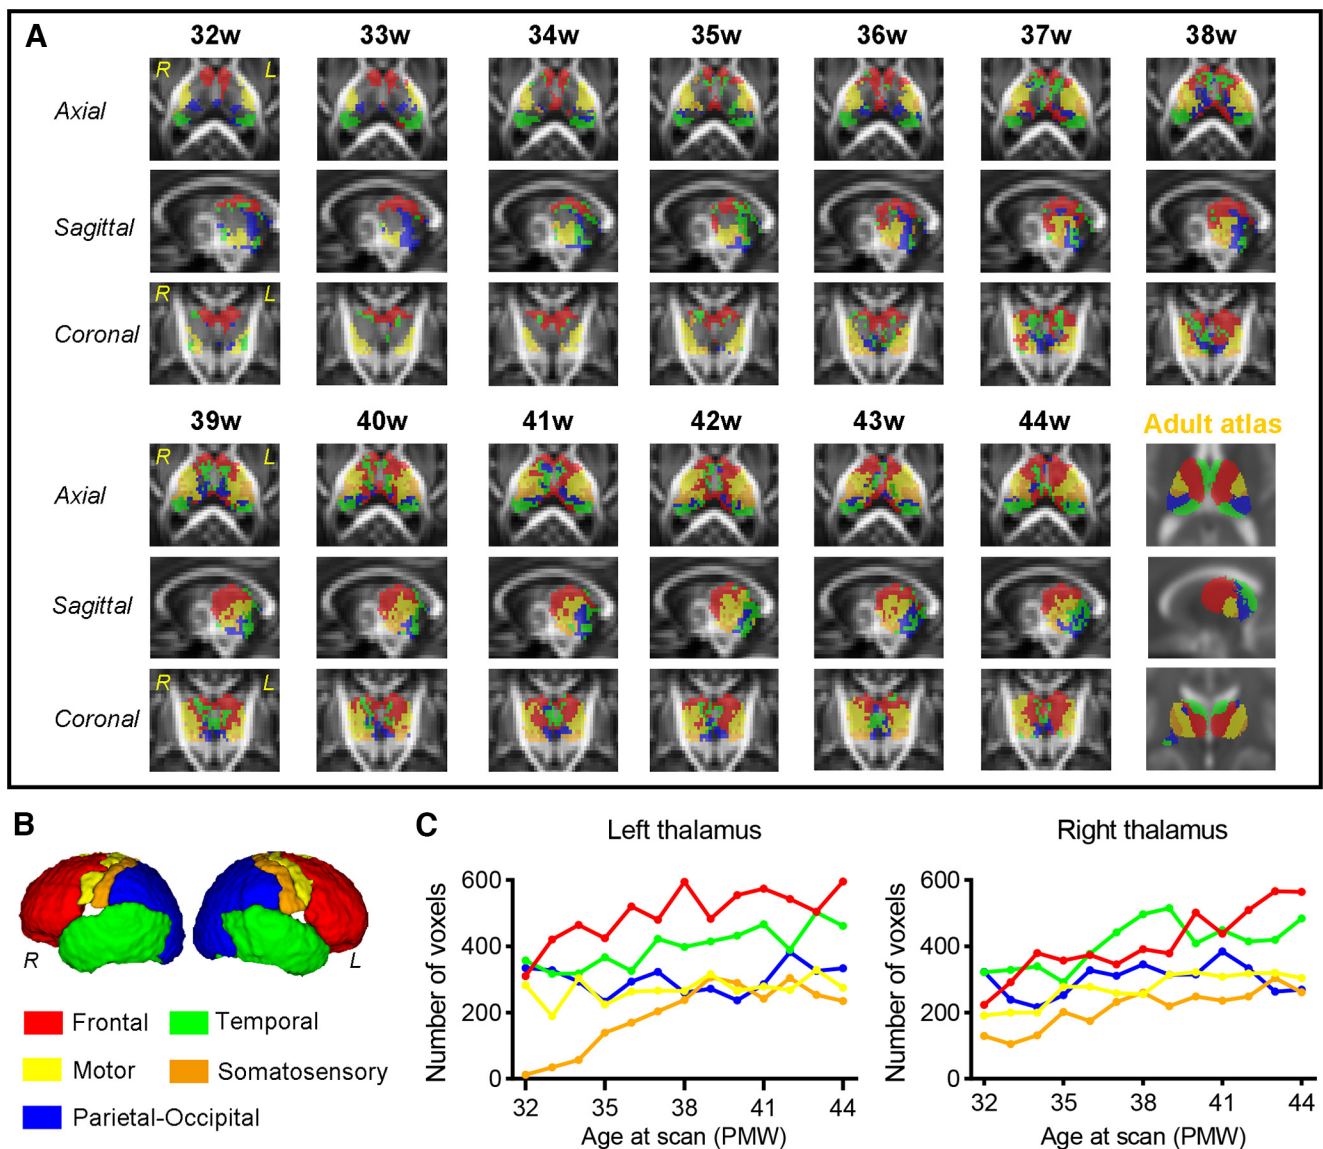 A
32w 33w 34w 35w 36w 37w 38w
R L
Axial
Sagittal
R L
Coronal
39w 40w 41w 42w 43w 44w Adult atlas
R L
Axial
Sagittal
R L
Coronal
B
R L
Frontal Temporal
Motor Somatosensory
Parietal-Occipital
C
Left thalamus
Number of voxels
600
400
200
0
32 35 38 41 44
Age at scan (PMW)
Right thalamus
Number of voxels
600
400
200
0
32 35 38 41 44
Age at scan (PMW)